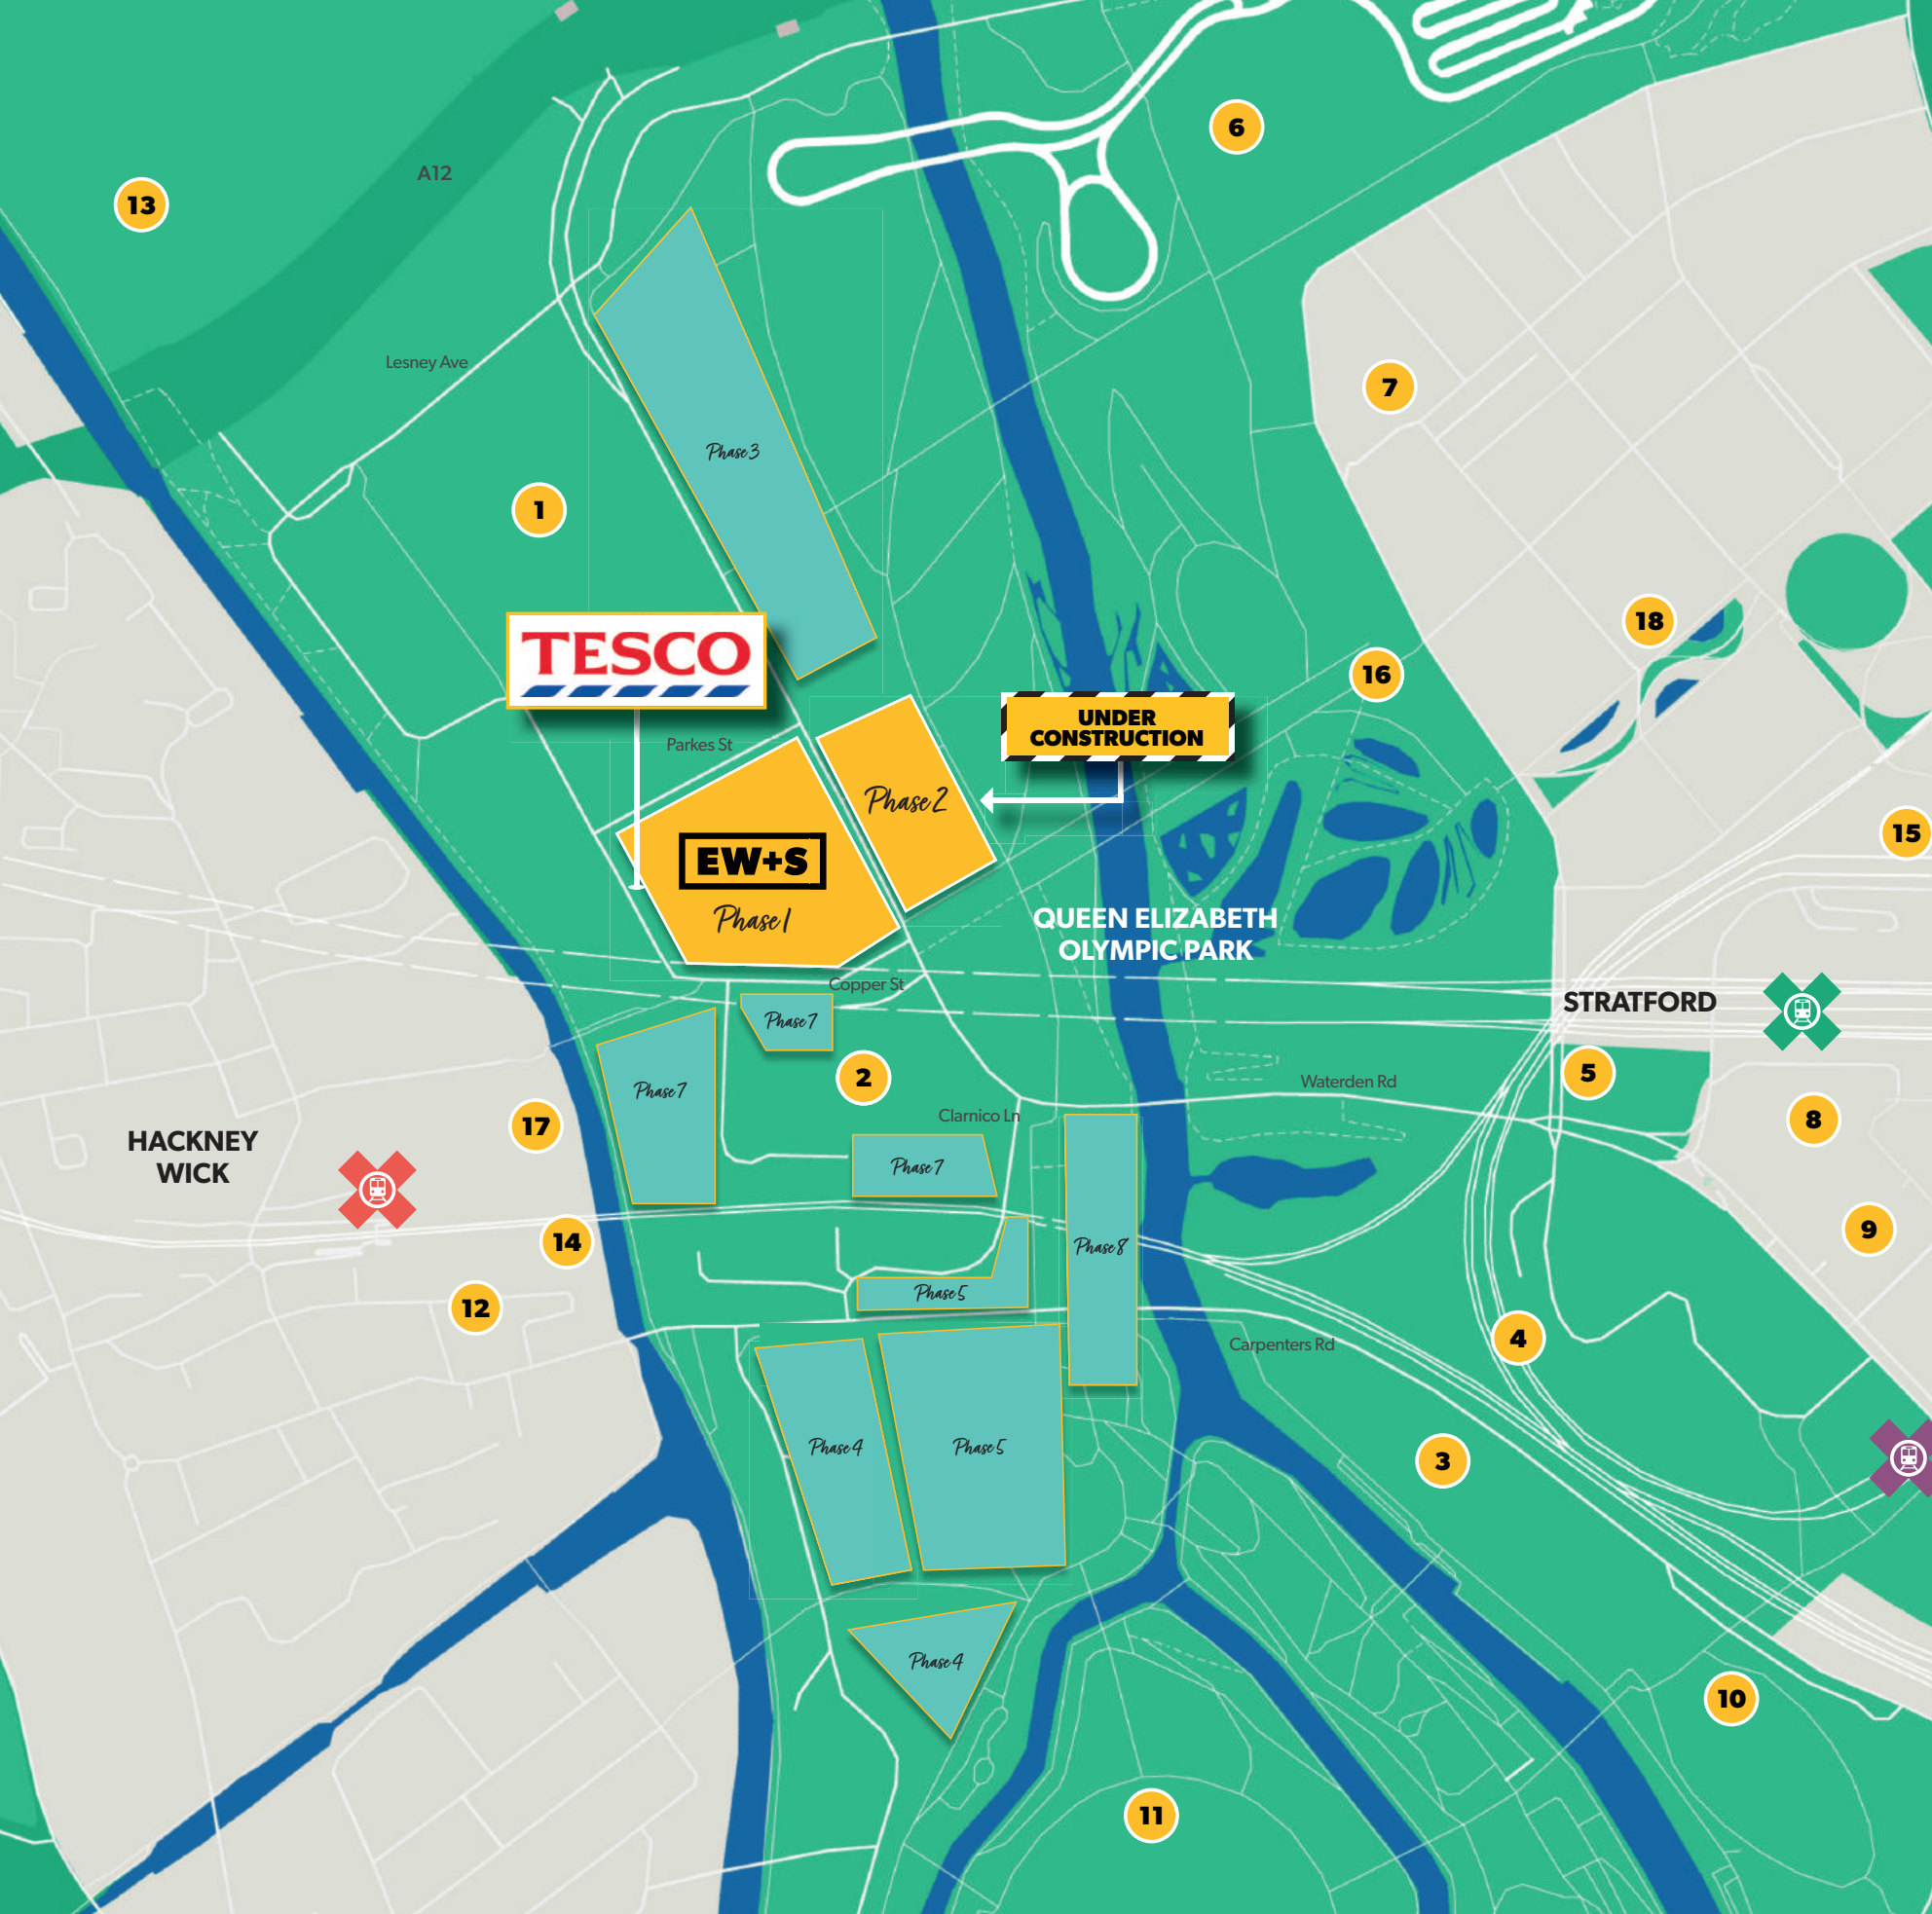 6
A12
13
Lesney Ave
7
Phase 3
1
18
TESCO
16
UNDER
CONSTRUCTION
Parkes St
Phase 2
15
EW+S
Phase 1
QUEEN ELIZABETH
OLYMPIC PARK
Copper St
STRATFORD
Phase 7
5
2
Waterden Rd
Phase 7
Clarnico Ln
8
17
HACKNEY
WICK
Phase 7
9
14
Phase 8
Phase 5
12
4
Carpenters Rd
Phase 4
Phase 5
3
Phase 4
10
11